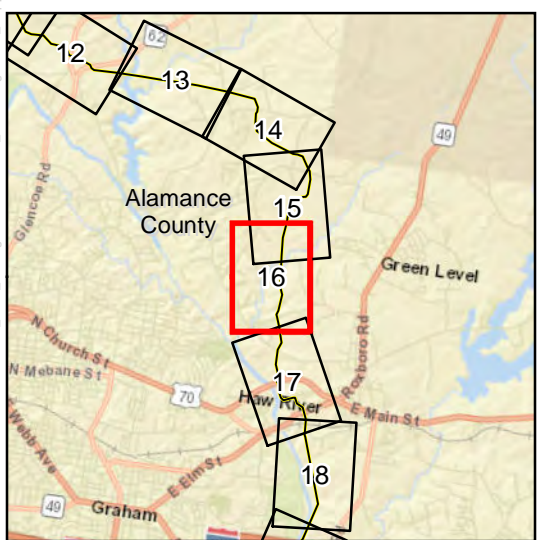 62
12
13
14
49
Glencoe Rd
Alamance
County
15
16
Green Level
N Church St
N Mebane St
70
17
Haw River
Roxboro Rd
E Main St
Webb Ave
E Elm St
18
49
Graham